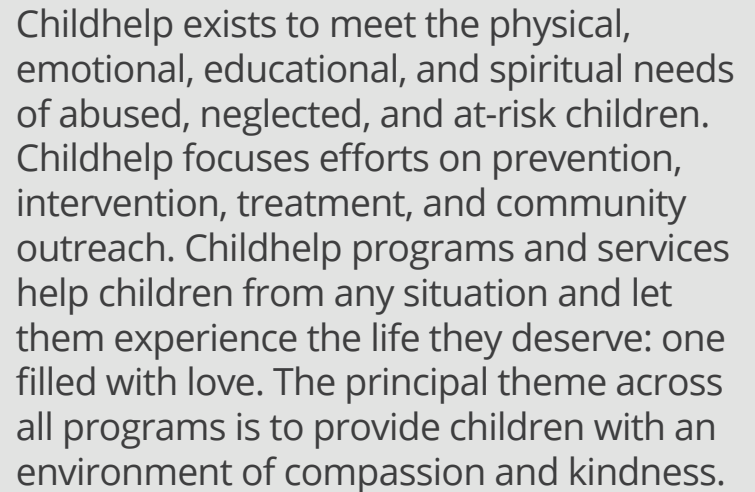 Childhelp exists to meet the physical,
emotional, educational, and spiritual needs
of abused, neglected, and at-risk children.
Childhelp focuses efforts on prevention,
intervention, treatment, and community
outreach. Childhelp programs and services
help children from any situation and let
them experience the life they deserve: one
filled with love. The principal theme across
all programs is to provide children with an
environment of compassion and kindness.